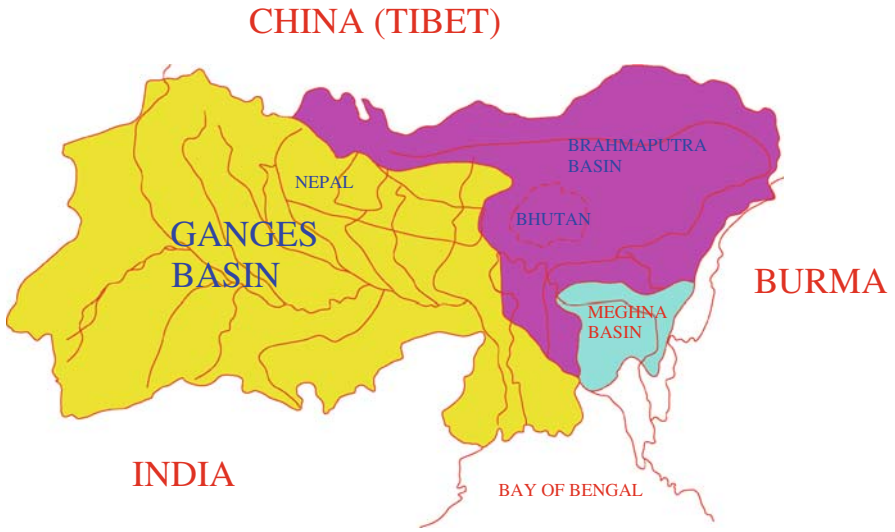 CHINA (TIBET)
BRAHMAPUTRA
BASIN
NEPAL
BHUTAN
GANGES
BASIN
BURMA
MEGHNA
BASIN
INDIA
BAY OF BENGAL